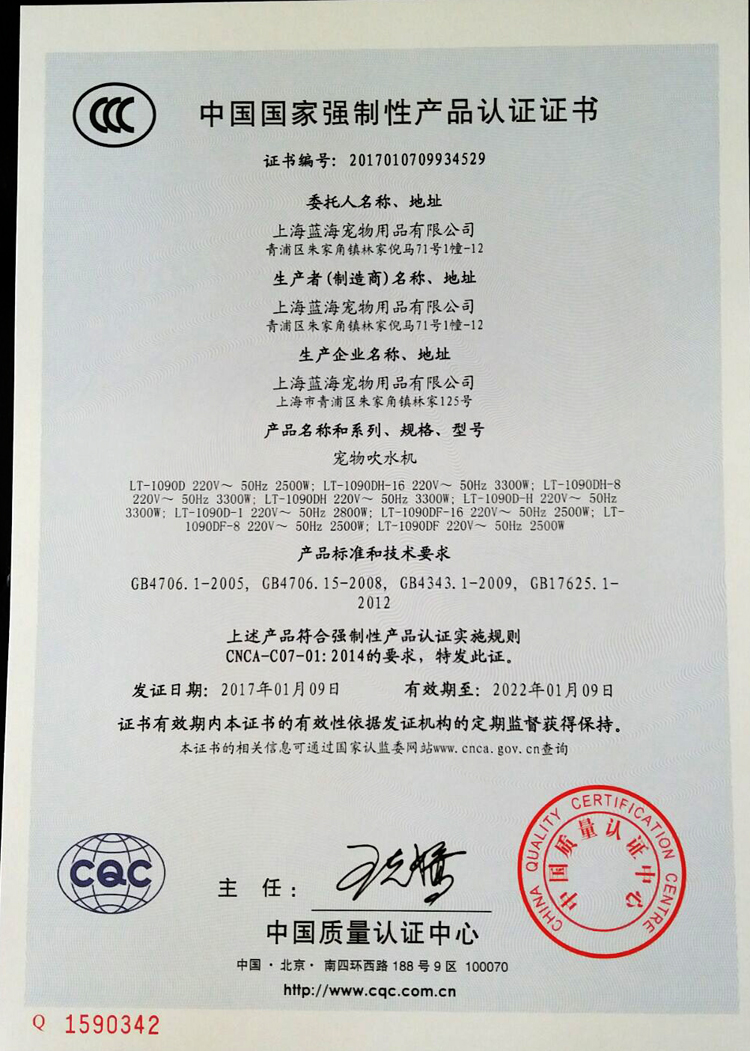 中国国家强制性产品认证证书
证书编号：2017010709934529
委托人名称、地址
上海蓝海宠物用品有限公司
青浦区朱家角镇林家倪马71号1幢-12
生产者(制造商)名称、地址
上海蓝海宠物用品有限公司
青浦区朱家角镇林家倪马71号1幢-12
生产企业名称、地址
上海蓝海宠物用品有限公司
上海市青浦区朱家角镇林家125号
产品名称和系列、规格、型号
宠物吹水机
LT-1090D 220V～ 50Hz 2500W; LT-1090DH-16 220V～ 50Hz 3300W; LT-1090DH-8
220V～ 50Hz 3300W; LT-1090DH 220V～ 50Hz 3300W; LT-1090D-H 220V～ 50Hz
3300W; LT-1090D-1 220V～ 50Hz 2800W; LT-1090DF-16 220V～ 50Hz 2500W; LT-
1090DF-8 220V～ 50Hz 2500W; LT-1090DF 220V～ 50Hz 2500W
产品标准和技术要求
GB4706.1-2005, GB4706.15-2008, GB4343.1-2009, GB17625.1-
2012
上述产品符合强制性产品认证实施规则
CNCA-C07-01:2014的要求，特发此证。
发证日期：2017年01月09日 有效期至：2022年01月09日
证书有效期内本证书的有效性依据发证机构的定期监督获得保持。
本证书的相关信息可通过国家认监委网站www.cnca.gov.cn查询
CHINA QUALITY CERTIFICATION CENTRE
中国质量认证中心
CQC
主 任：
中国质量认证中心
中国·北京·南四环西路 188 号 9 区 100070
http://www.cqc.com.cn
Q 1590342